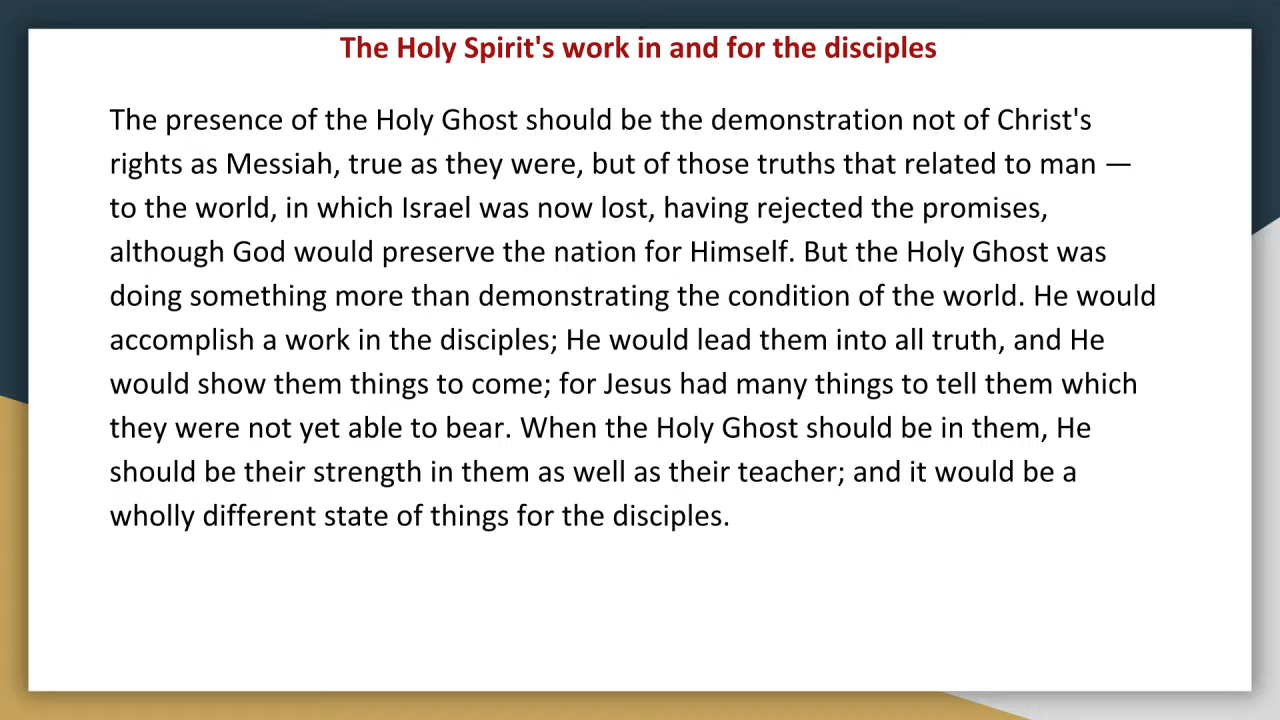 The Holy Spirit's work in and for the disciples
The presence of the Holy Ghost should be the demonstration not of Christ's
rights as Messiah, true as they were, but of those truths that related to man —
to the world, in which Israel was now lost, having rejected the promises,
although God would preserve the nation for Himself. But the Holy Ghost was
doing something more than demonstrating the condition of the world. He would
accomplish a work in the disciples; He would lead them into all truth, and He
would show them things to come; for Jesus had many things to tell them which
they were not yet able to bear. When the Holy Ghost should be in them, He
should be their strength in them as well as their teacher; and it would be a
wholly different state of things for the disciples.